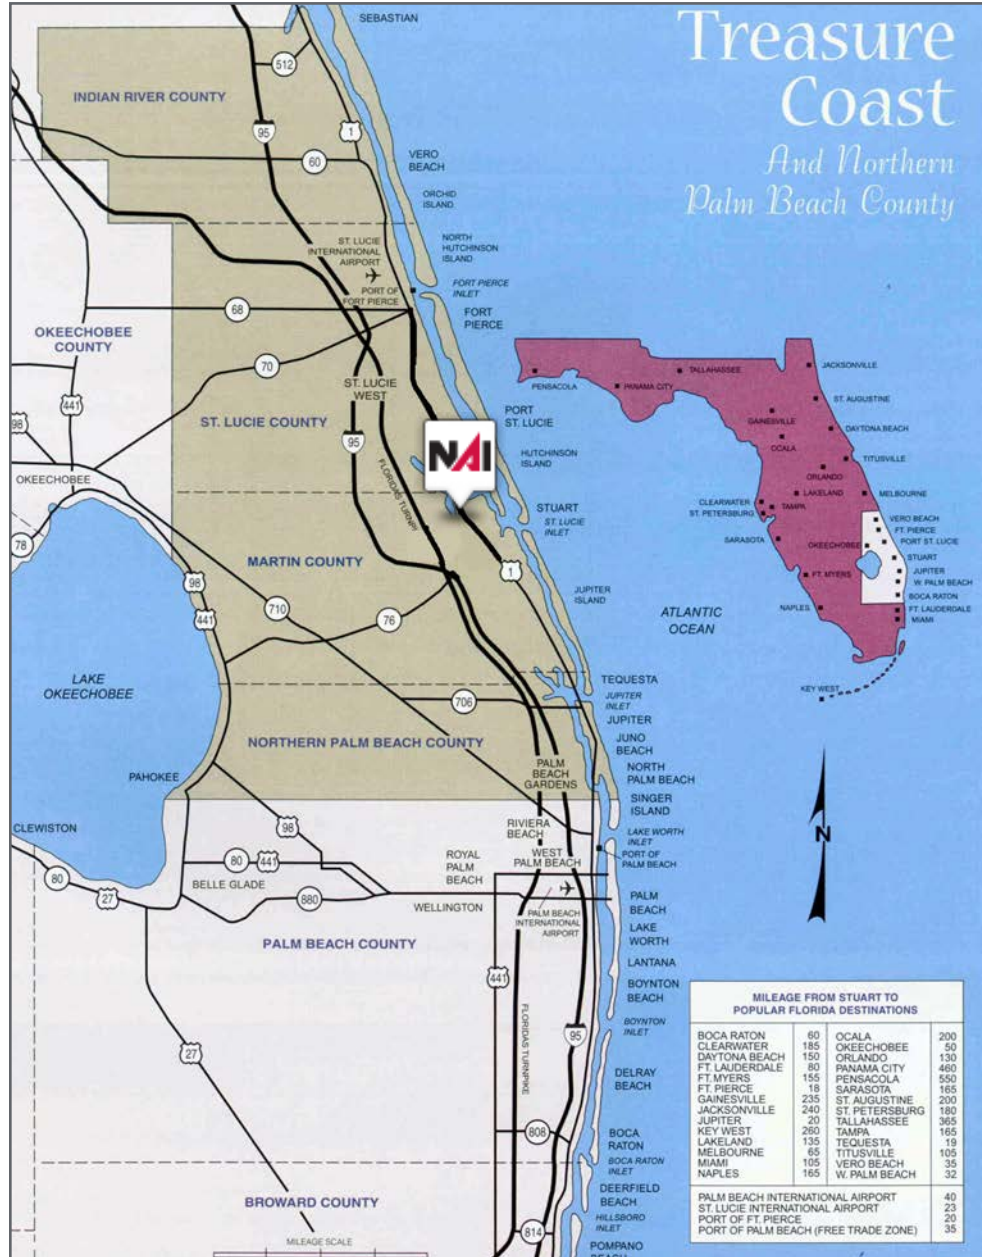 Treasure
Coast
And Northern
Palm Beach County
SEBASTIAN
512
INDIAN RIVER COUNTY
95
1
60
VERO
BEACH
ORCHID
ISLAND
ST. LUCIE
INTERNATIONAL
AIRPORT
NORTH
HUTCHINSON
ISLAND
PORT OF
FORT PIERCE
FORT PIERCE
INLET
68
FORT
PIERCE
OKEECHOBEE
COUNTY
70
441
98
ST. LUCIE
WEST
ST. LUCIE COUNTY
95
PORT
ST. LUCIE
NAI
HUTCHINSON
ISLAND
FLORIDAS TURNPI
OKEECHOBEE
STUART
ST. LUCIE
INLET
78
MARTIN COUNTY
1
98
441
710
76
JUPITER
ISLAND
ATLANTIC
OCEAN
LAKE
OKEECHOBEE
TEQUESTA
JUPITER
INLET
706
JUPITER
NORTHERN PALM BEACH COUNTY
JUNO
BEACH
PAHOKEE
PALM
BEACH
GARDENS
NORTH
PALM BEACH
SINGER
ISLAND
CLEWISTON
98
RIVIERA
BEACH
LAKE WORTH
INLET
80
441
ROYAL
PALM
BEACH
WEST
PALM BEACH
PORT OF
PALM BEACH
80
27
BELLE GLADE
880
WELLINGTON
PALM BEACH
INTERNATIONAL
AIRPORT
PALM
BEACH
LAKE
WORTH
PALM BEACH COUNTY
LANTANA
441
BOYNTON
BEACH
FLORIDAS TURNPIKE
95
BOYNTON
INLET
27
DELRAY
BEACH
808
BOCA
RATON
BOCA RATON
INLET
BROWARD COUNTY
DEERFIELD
BEACH
HILLSBORO
INLET
814
MILEAGE SCALE
POMPANO
PENSACOLA
PANAMA CITY
TALLAHASSEE
JACKSONVILLE
ST. AUGUSTINE
GAINESVILLE
OCALA
DAYTONA BEACH
TITUSVILLE
ORLANDO
LAKELAND
MELBOURNE
CLEARWATER
TAMPA
ST. PETERSBURG
VERO BEACH
FT. PIERCE
PORT ST. LUCIE
SARASOTA
OKEECHOBEE
STUART
FT. MYERS
JUPITER
W. PALM BEACH
BOCA RATON
NAPLES
FT. LAUDERDALE
MIAMI
KEY WEST
N
MILEAGE FROM STUART TO
POPULAR FLORIDA DESTINATIONS
BOCA RATON 60 OCALA 200
CLEARWATER 185 OKEECHOBEE 50
DAYTONA BEACH 150 ORLANDO 130
FT. LAUDERDALE 80 PANAMA CITY 460
FT. MYERS 155 PENSACOLA 550
FT. PIERCE 18 SARASOTA 165
GAINESVILLE 235 ST. AUGUSTINE 200
JACKSONVILLE 240 ST. PETERSBURG 180
JUPITER 20 TALLAHASSEE 365
KEY WEST 260 TAMPA 165
LAKELAND 135 TEQUESTA 19
MELBOURNE 65 TITUSVILLE 105
MIAMI 105 VERO BEACH 35
NAPLES 165 W. PALM BEACH 32
PALM BEACH INTERNATIONAL AIRPORT 40
ST. LUCIE INTERNATIONAL AIRPORT 23
PORT OF FT. PIERCE 20
PORT OF PALM BEACH (FREE TRADE ZONE) 35